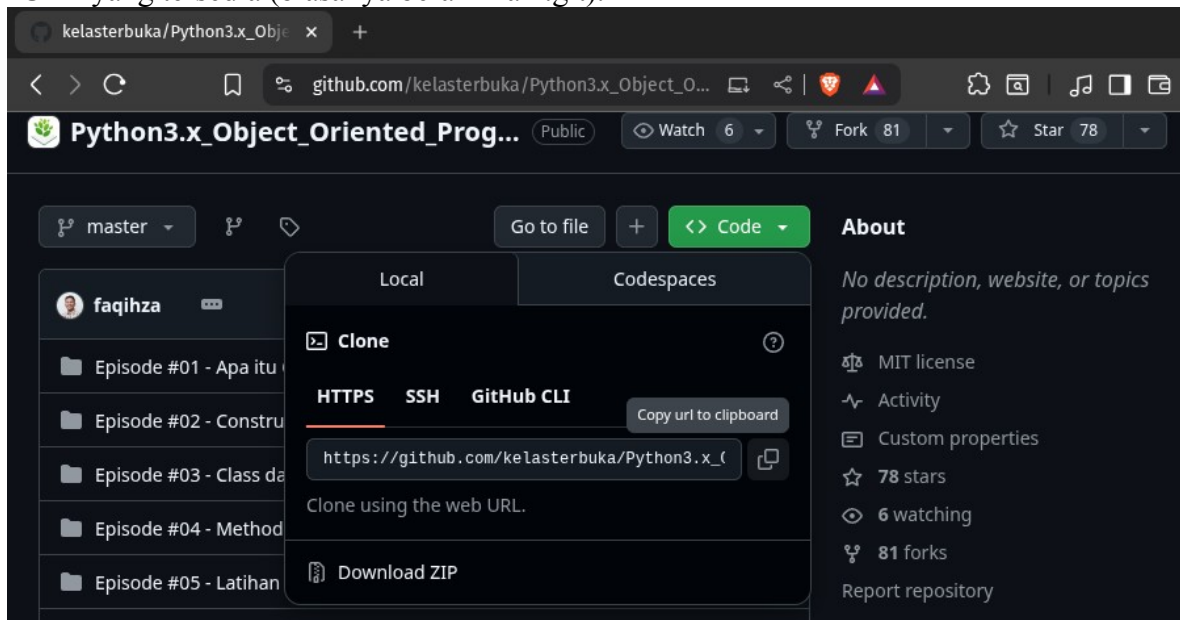 kelasterbuka/Python3.x_Obje
github.com/kelasterbuka/Python3.x_Object_O...
Python3.x_Object_Oriented_Prog... Public Watch 6 Fork 81 Star 78
master Go to file Code
Local Codespaces
faqihza
Clone
HTTPS SSH GitHub CLI
Copy url to clipboard
https://github.com/kelasterbuka/Python3.x_
Clone using the web URL.
Download ZIP
Episode #01 - Apa itu
Episode #02 - Constru
Episode #03 - Class da
Episode #04 - Method
Episode #05 - Latihan
About
No description, website, or topics
provided.
MIT license
Activity
Custom properties
78 stars
6 watching
81 forks
Report repository